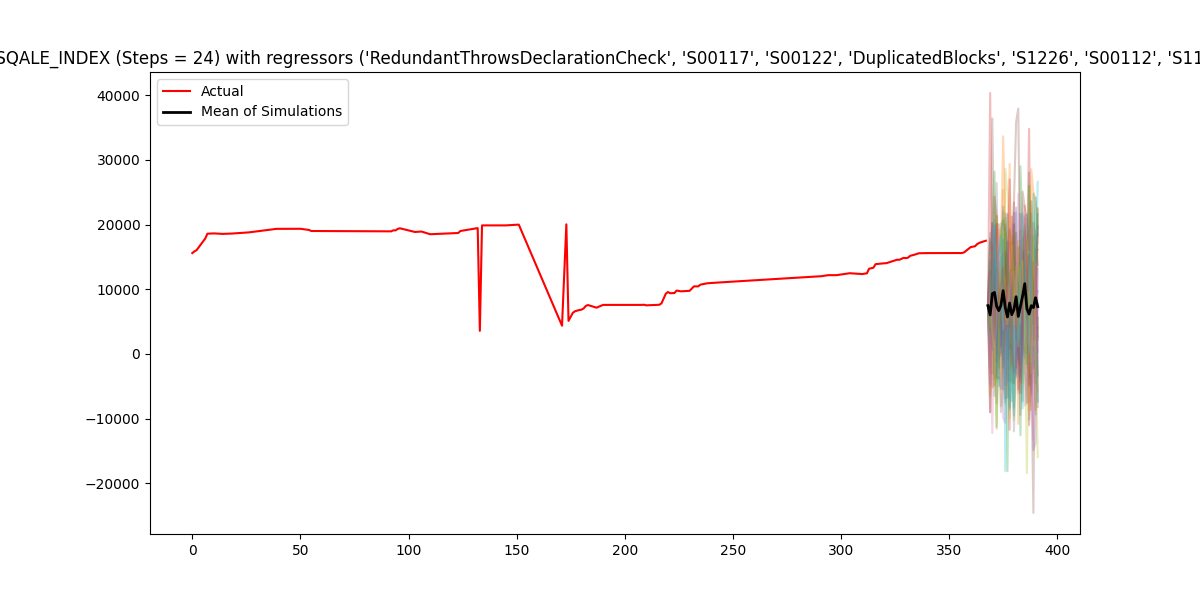 SQALE_INDEX (Steps = 24) with regressors ('RedundantThrowsDeclarationCheck', 'S00117', 'S00122', 'DuplicatedBlocks', 'S1226', 'S00112', 'S11
Actual
Mean of Simulations
40000
30000
20000
10000
0
−10000
−20000
0 50 100 150 200 250 300 350 400